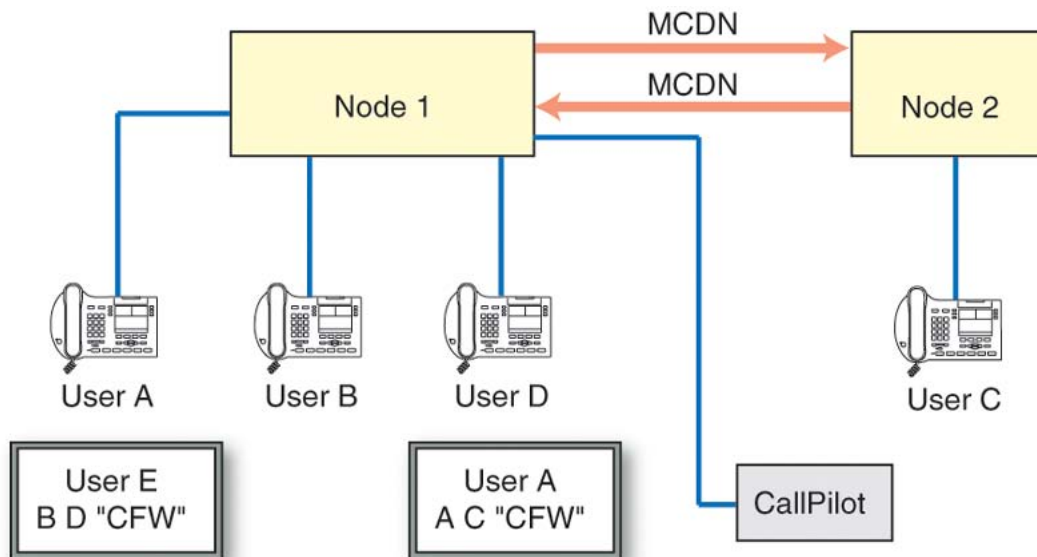 MCDN
Node 1
MCDN
Node 2
User A
User B
User D
User C
User E
B D "CFW"
User A
A C "CFW"
CallPilot